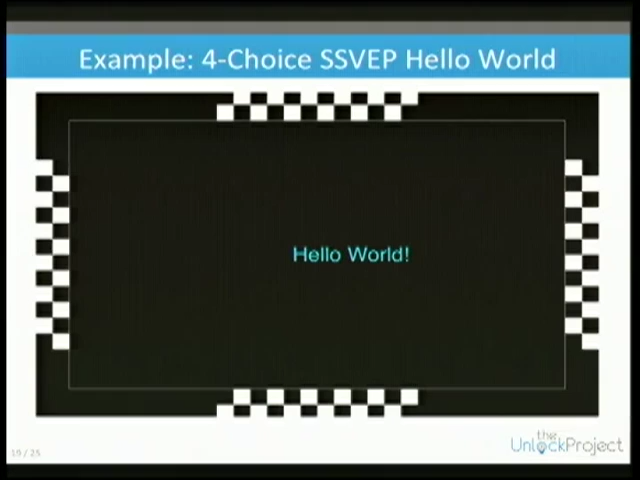 Example: 4-Choice SSVEP Hello World
Hello World!
the
UnlockProject
19 / 25